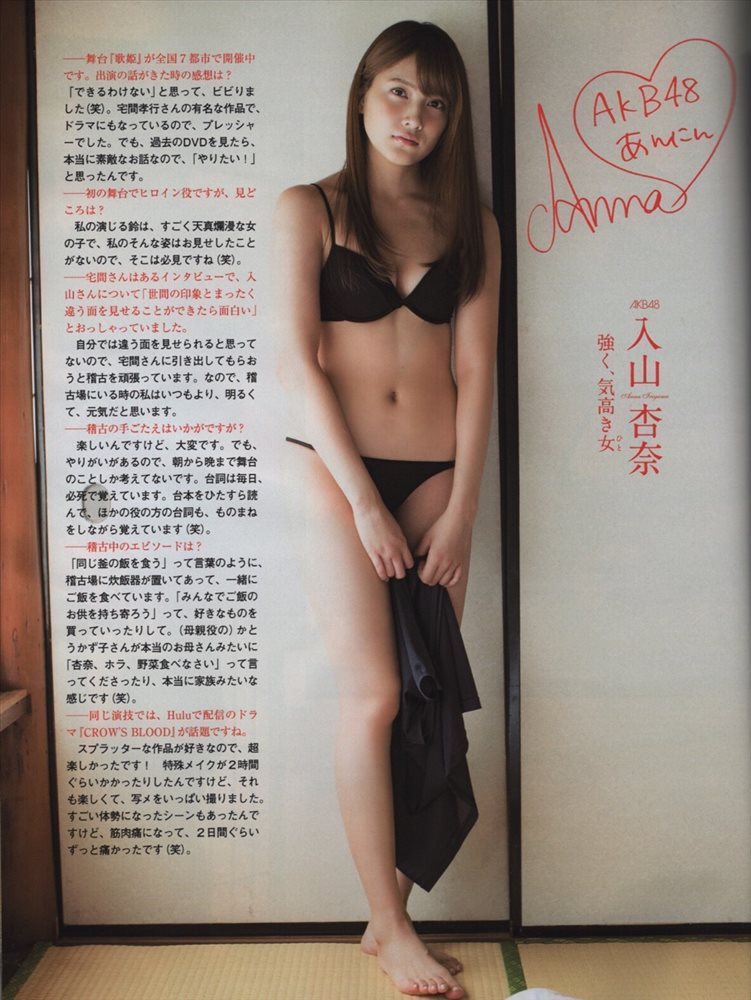 ──舞台『歌姫』が全国7都市で開催中
です。出演の話がきた時の感想は?
「できるわけない」と思って、ビビりま
した(笑)。宅間孝行さんの有名な作品で、
ドラマにもなっているので、プレッシャ
ーでした。でも、過去のDVDを見たら、
本当に素敵なお話なので、「やりたい!」
と思ったんです。
──初の舞台でヒロイン役ですが、見ど
ころは?
私の演じる鈴は、すごく天真爛漫な女
の子で、私のそんな姿はお見せしたこと
がないので、そこは必見ですね(笑)。
──宅間さんはあるインタビューで、入
山さんについて「世間の印象とまったく
違う面を見せることができたら面白い」
とおっしゃっていました。
自分では違う面を見せられると思って
ないので、宅間さんに引き出してもらお
うと稽古を頑張っています。なので、稽
古場にいる時の私はいつもより、明るく
て、元気だと思います。
──稽古の手ごたえはいかがですか?
楽しいんですけど、大変です。でも、
やりがいがあるので、朝から晩まで舞台
のことしか考えてないです。台詞は毎日、
必死で覚えています。台本をひたすら読
んで、ほかの役の方の台詞も、ものまね
をしながら覚えています(笑)。
──稽古中のエピソードは?
「同じ釜の飯を食う」って言葉のように、
稽古場に炊飯器が置いてあって、一緒に
ご飯を食べています。「みんなでご飯の
お供を持ち寄ろう」って、好きなものを
買っていったりして。(母親役の)かと
うかず子さんが本当のお母さんみたいに
「杏奈、ホラ、野菜食べなさい」って言
ってくださったり、本当に家族みたいな
感じです(笑)。
──同じ演技では、Huluで配信のドラ
マ『CROW'S BLOOD』が話題ですね。
スプラッターな作品が好きなので、超
楽しかったです! 特殊メイクが2時間
ぐらいかかったりしたんですけど、それ
も楽しくて、写メをいっぱい撮りました。
すごい体勢になったシーンもあったんで
すけど、筋肉痛になって、2日間ぐらい
ずっと痛かったです(笑)。
AKB48
あんにん
Anna
AKB48
入山杏奈
Anna Iriyama
強く、気高き女
ひと